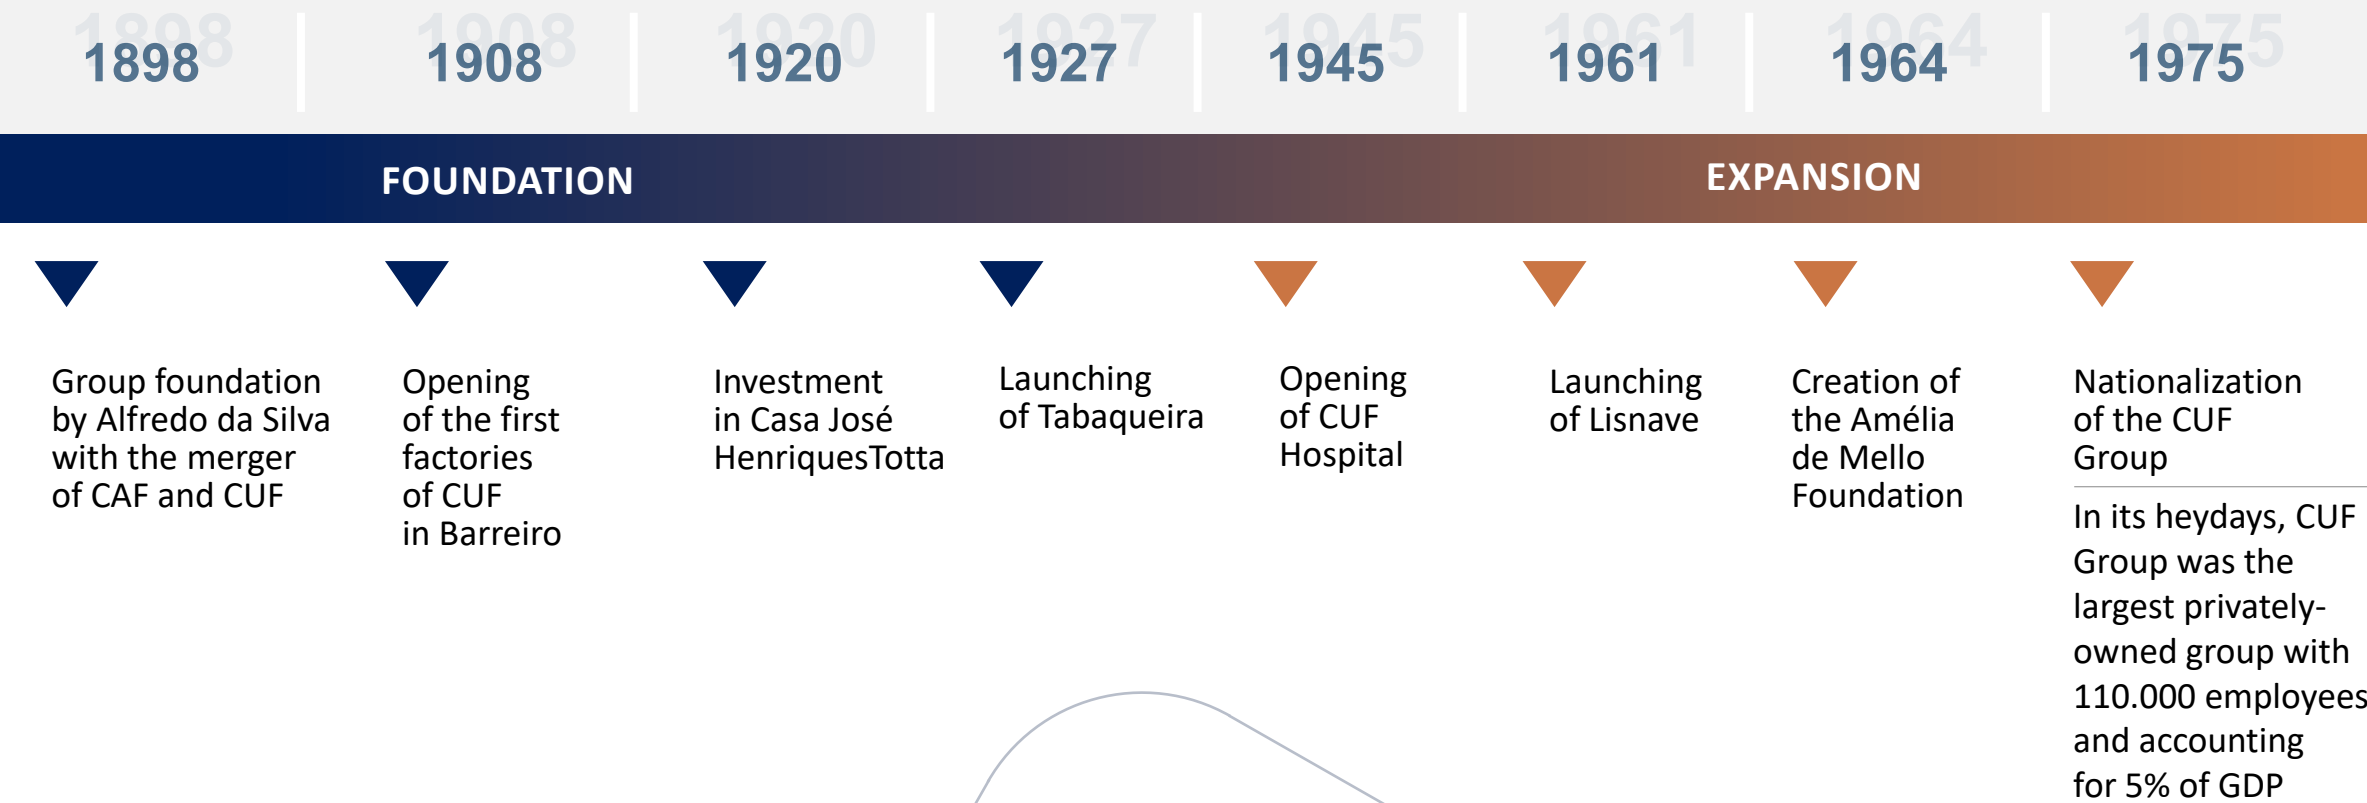 1898
1908
1920
1927
1945
1961
1964
1975
FOUNDATION
EXPANSION
Group foundation
by Alfredo da Silva
with the merger
of CAF and CUF
Opening
of the first
factories
of CUF
in Barreiro
Investment
in Casa José
HenriquesTotta
Launching
of Tabaqueira
Opening
of CUF
Hospital
Launching
of Lisnave
Creation of
the Amélia
de Mello
Foundation
Nationalization
of the CUF
Group
In its heydays, CUF
Group was the
largest privately-
owned group with
110.000 employees
and accounting
for 5% of GDP